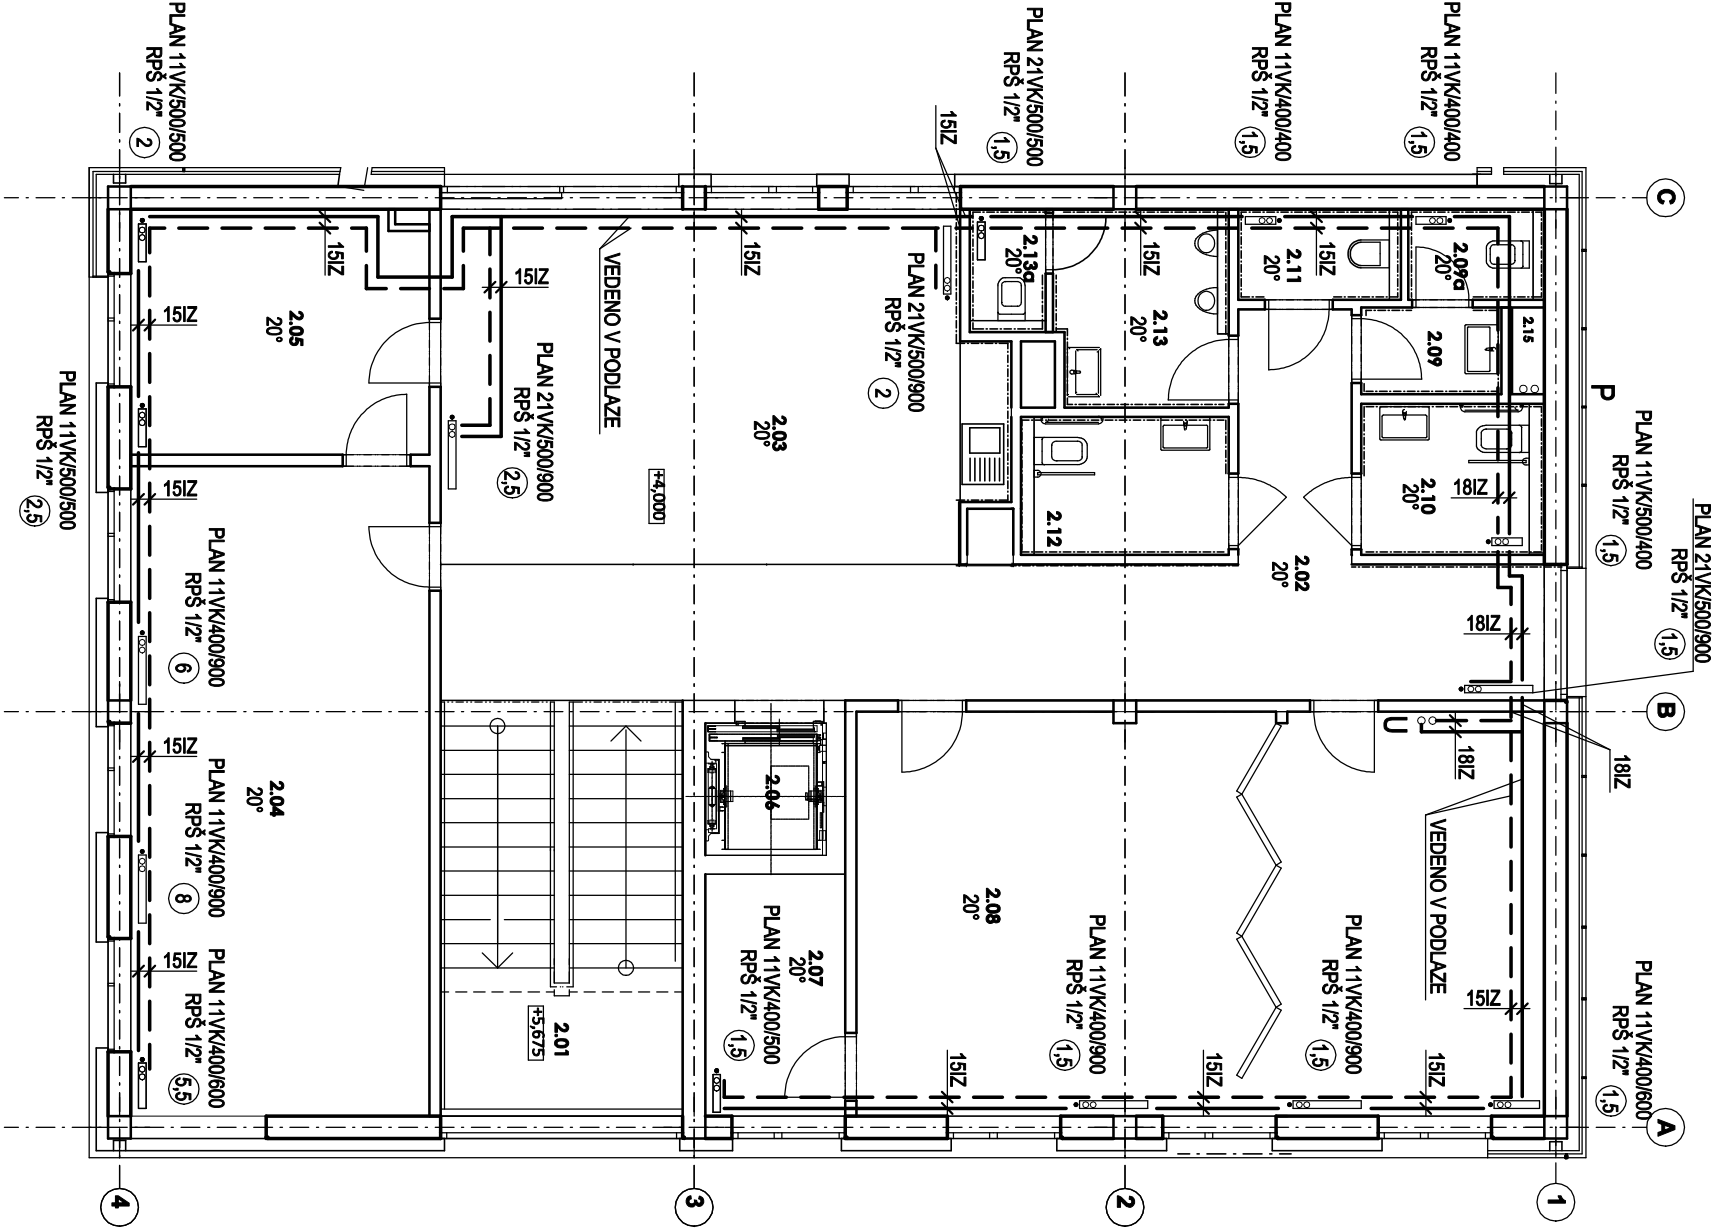 PLAN 11VK/500/500
RPŠ 1/2"
2
PLAN 21VK/500/500
RPŠ 1/2"
1,5
PLAN 11VK/400/400
RPŠ 1/2"
1,5
PLAN 11VK/400/400
RPŠ 1/2"
1,5
15IZ
C
15IZ
15IZ
15IZ
15IZ
15IZ
VEDENO V PODLAZE
PLAN 21VK/500/900
RPŠ 1/2"
2
2.13a
20°
2.11
20°
2.09a
20°
2.05
20°
15IZ
2.13
20°
2.09
2.15
P
PLAN 11VK/500/500
RPŠ 1/2"
2,5
PLAN 21VK/500/900
RPŠ 1/2"
2,5
2.03
20°
+4,000
PLAN 11VK/500/400
RPŠ 1/2"
1,5
PLAN 21VK/500/900
RPŠ 1/2"
1,5
15IZ
18IZ
2.10
20°
2.12
2.02
20°
18IZ
PLAN 11VK/400/900
RPŠ 1/2"
6
B
15IZ
18IZ
18IZ
PLAN 11VK/400/900
RPŠ 1/2"
8
2.04
20°
2.06
VEDENO V PODLAZE
2.08
20°
15IZ
PLAN 11VK/400/600
RPŠ 1/2"
5,5
2.01
+5,675
2.07
20°
PLAN 11VK/400/500
RPŠ 1/2"
1,5
PLAN 11VK/400/900
RPŠ 1/2"
1,5
PLAN 11VK/400/900
RPŠ 1/2"
1,5
15IZ
PLAN 11VK/400/600
RPŠ 1/2"
1,5
15IZ
15IZ
15IZ
A
4
3
2
1